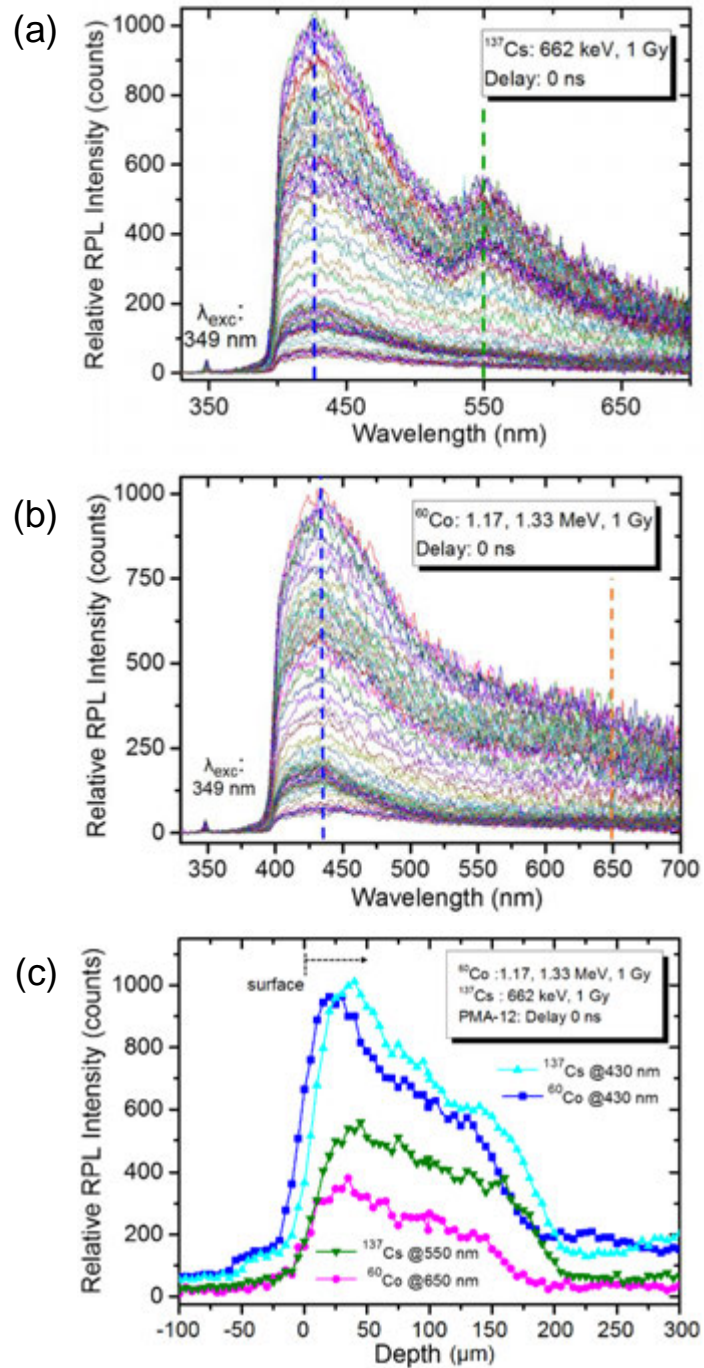 (a)
1000
800
600
400
200
0
Relative RPL Intensity (counts)
¹³⁷Cs: 662 keV, 1 Gy
Delay: 0 ns
λexc:
349 nm
350 450 550 650
Wavelength (nm)
(b)
1000
750
500
250
0
Relative RPL Intensity (counts)
⁶⁰Co: 1.17, 1.33 MeV, 1 Gy
Delay: 0 ns
λexc:
349 nm
350 400 450 500 550 600 650 700
Wavelength (nm)
(c)
1000
800
600
400
200
0
Relative RPL Intensity (counts)
surface
⁶⁰Co :1.17, 1.33 MeV, 1 Gy
¹³⁷Cs : 662 keV, 1 Gy
PMA-12: Delay 0 ns
¹³⁷Cs @430 nm
⁶⁰Co @430 nm
¹³⁷Cs @550 nm
⁶⁰Co @650 nm
-100 -50 0 50 100 150 200 250 300
Depth (µm)